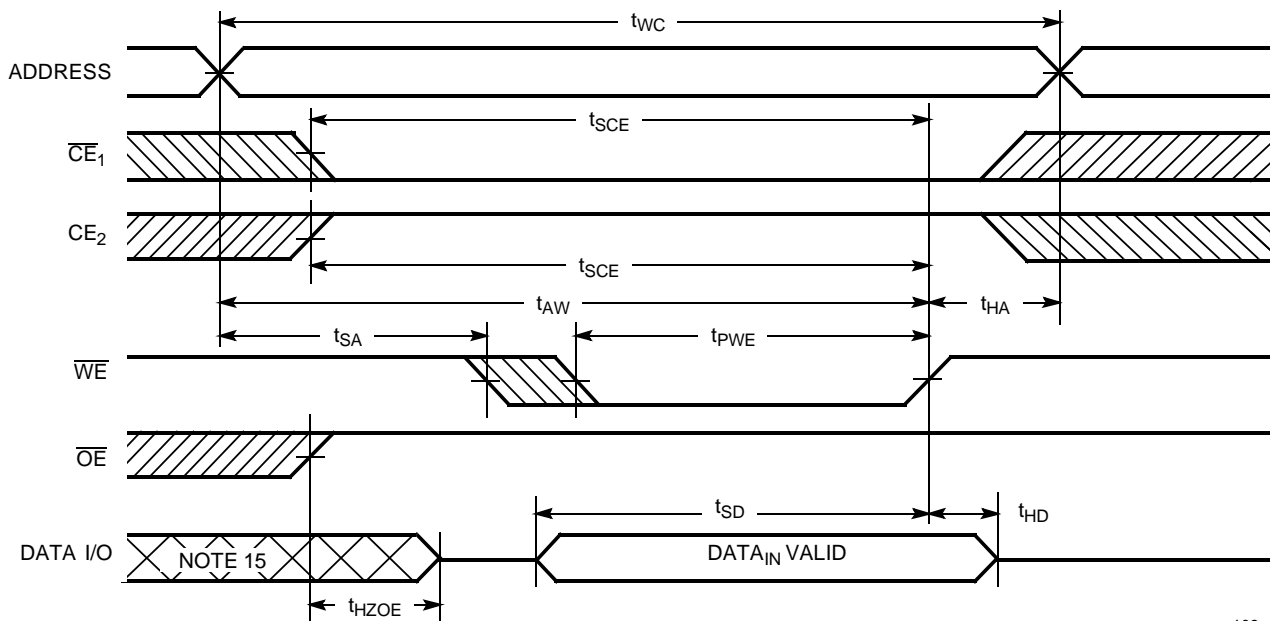 tWC
ADDRESS
tSCE
CE1
CE2
tSCE
tAW
tHA
tSA
tPWE
WE
OE
tSD
tHD
DATA I/O
NOTE 15
DATAIN VALID
tHZOE